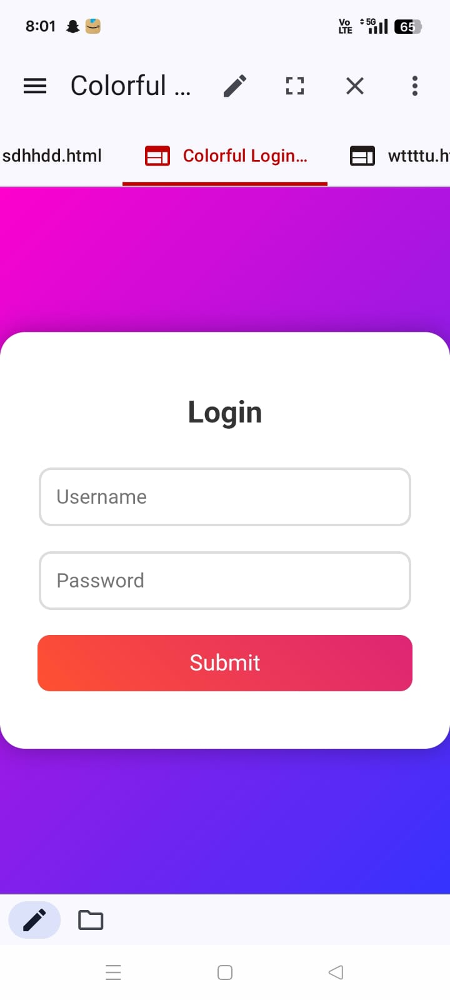 8:01 Vo LTE 5G 65
Colorful ...
sdhhdd.html Colorful Login... wttttu.h
Login
Username
Password
Submit